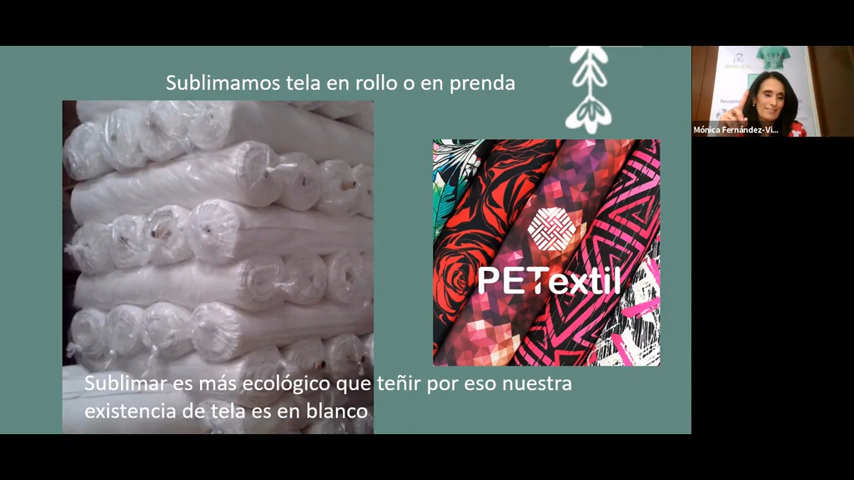 Sublimamos tela en rollo o en prenda
PETextil
Sublimar es más ecológico que teñir por eso nuestra
existencia de tela es en blanco
Mónica Fernández-Vi...